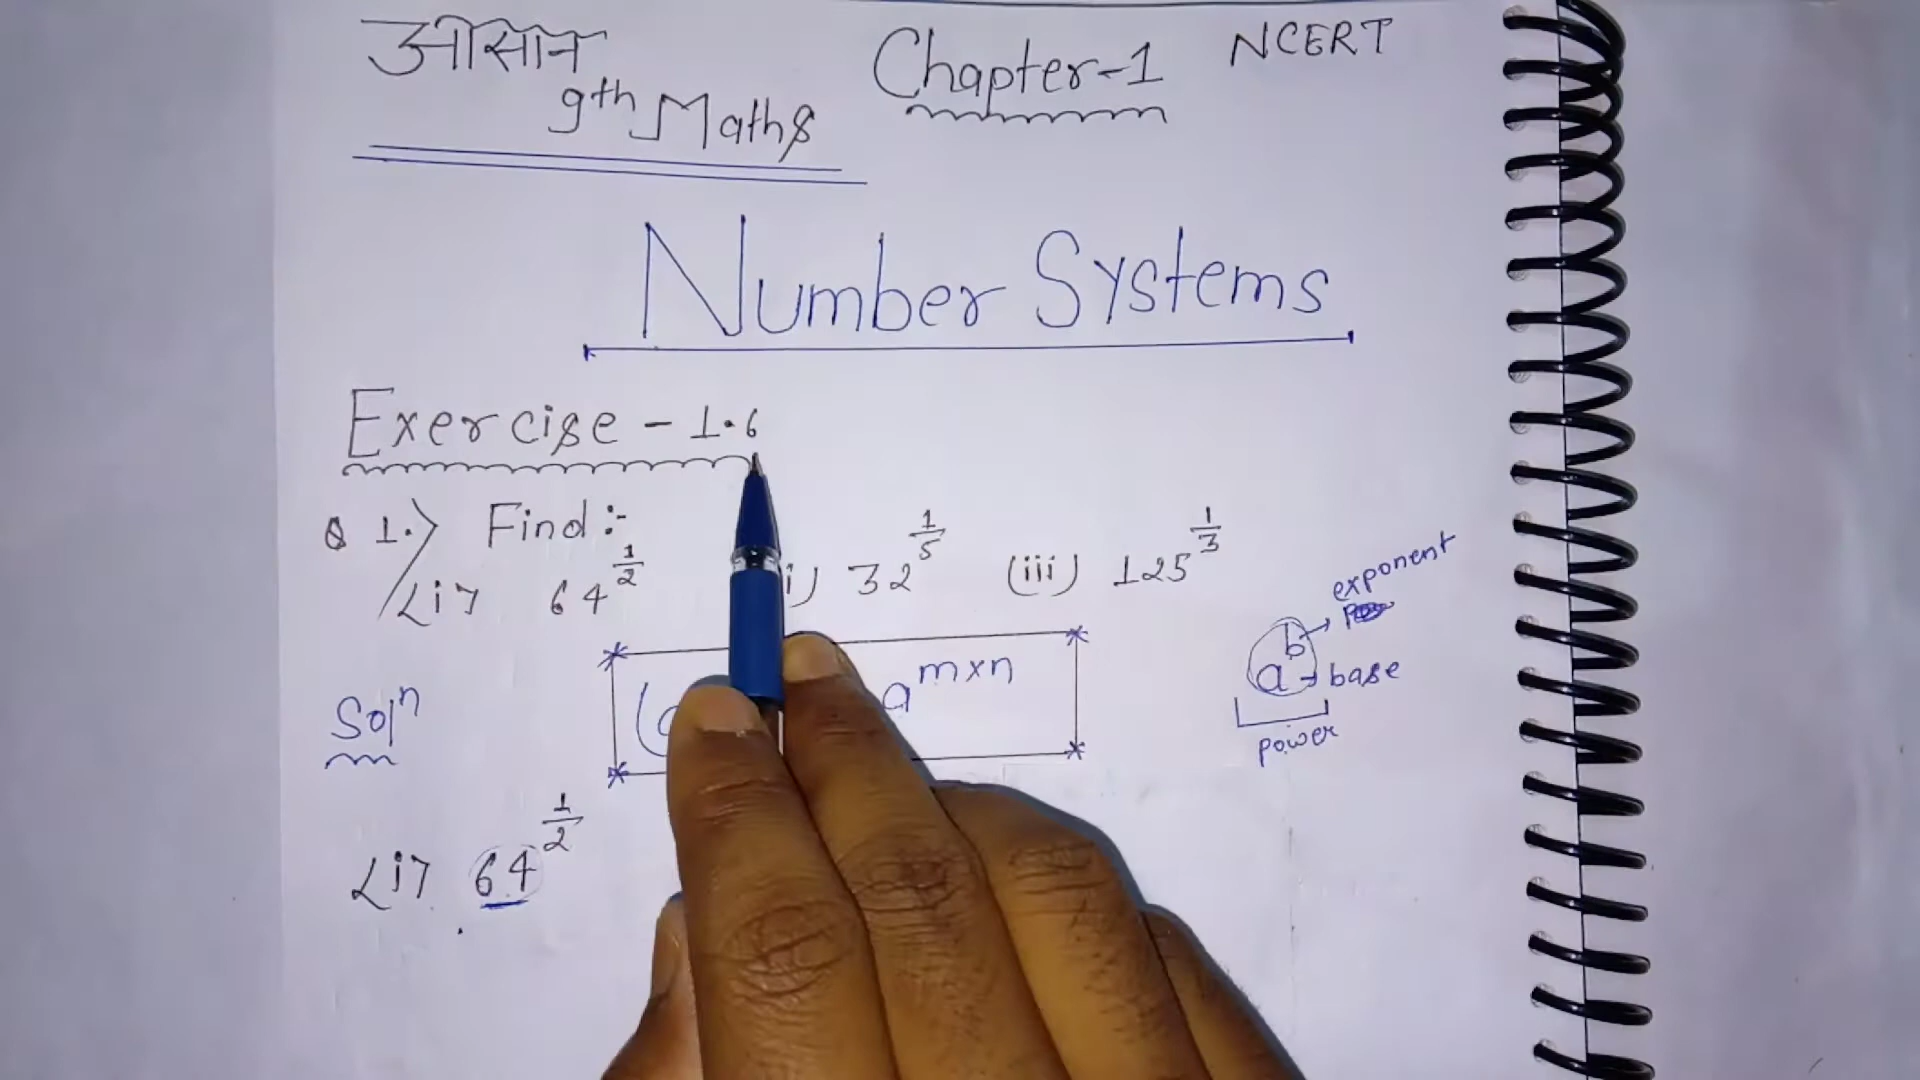 आसान
9th Maths
Chapter-1
NCERT
Number Systems
Exercise - 1.6
Q 1.> Find :-
(i) 64^1/2 i) 32^1/5 (iii) 125^1/3
a^m×n
a^b → exponent
→ base
power
Solⁿ
(i) 64^1/2